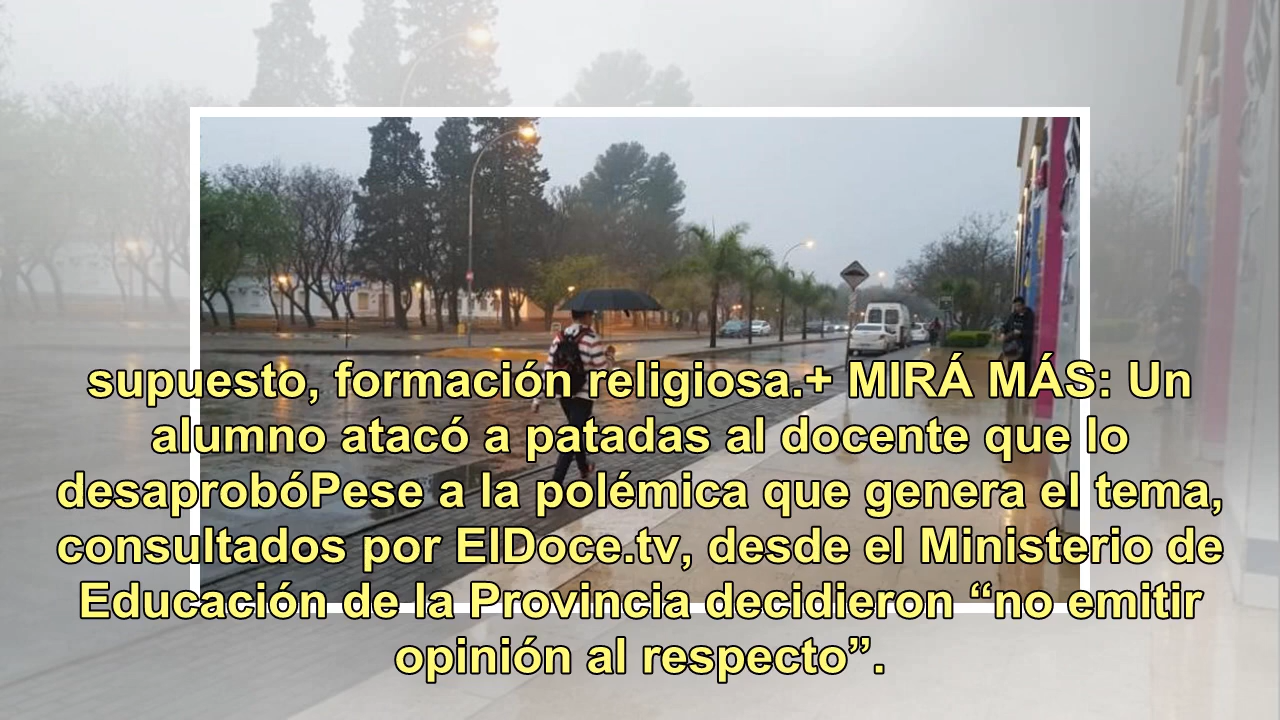 supuesto, formación religiosa.+ MIRÁ MÁS: Un
alumno atacó a patadas al docente que lo
desaprobóPese a la polémica que genera el tema,
consultados por ElDoce.tv, desde el Ministerio de
Educación de la Provincia decidieron “no emitir
opinión al respecto”.